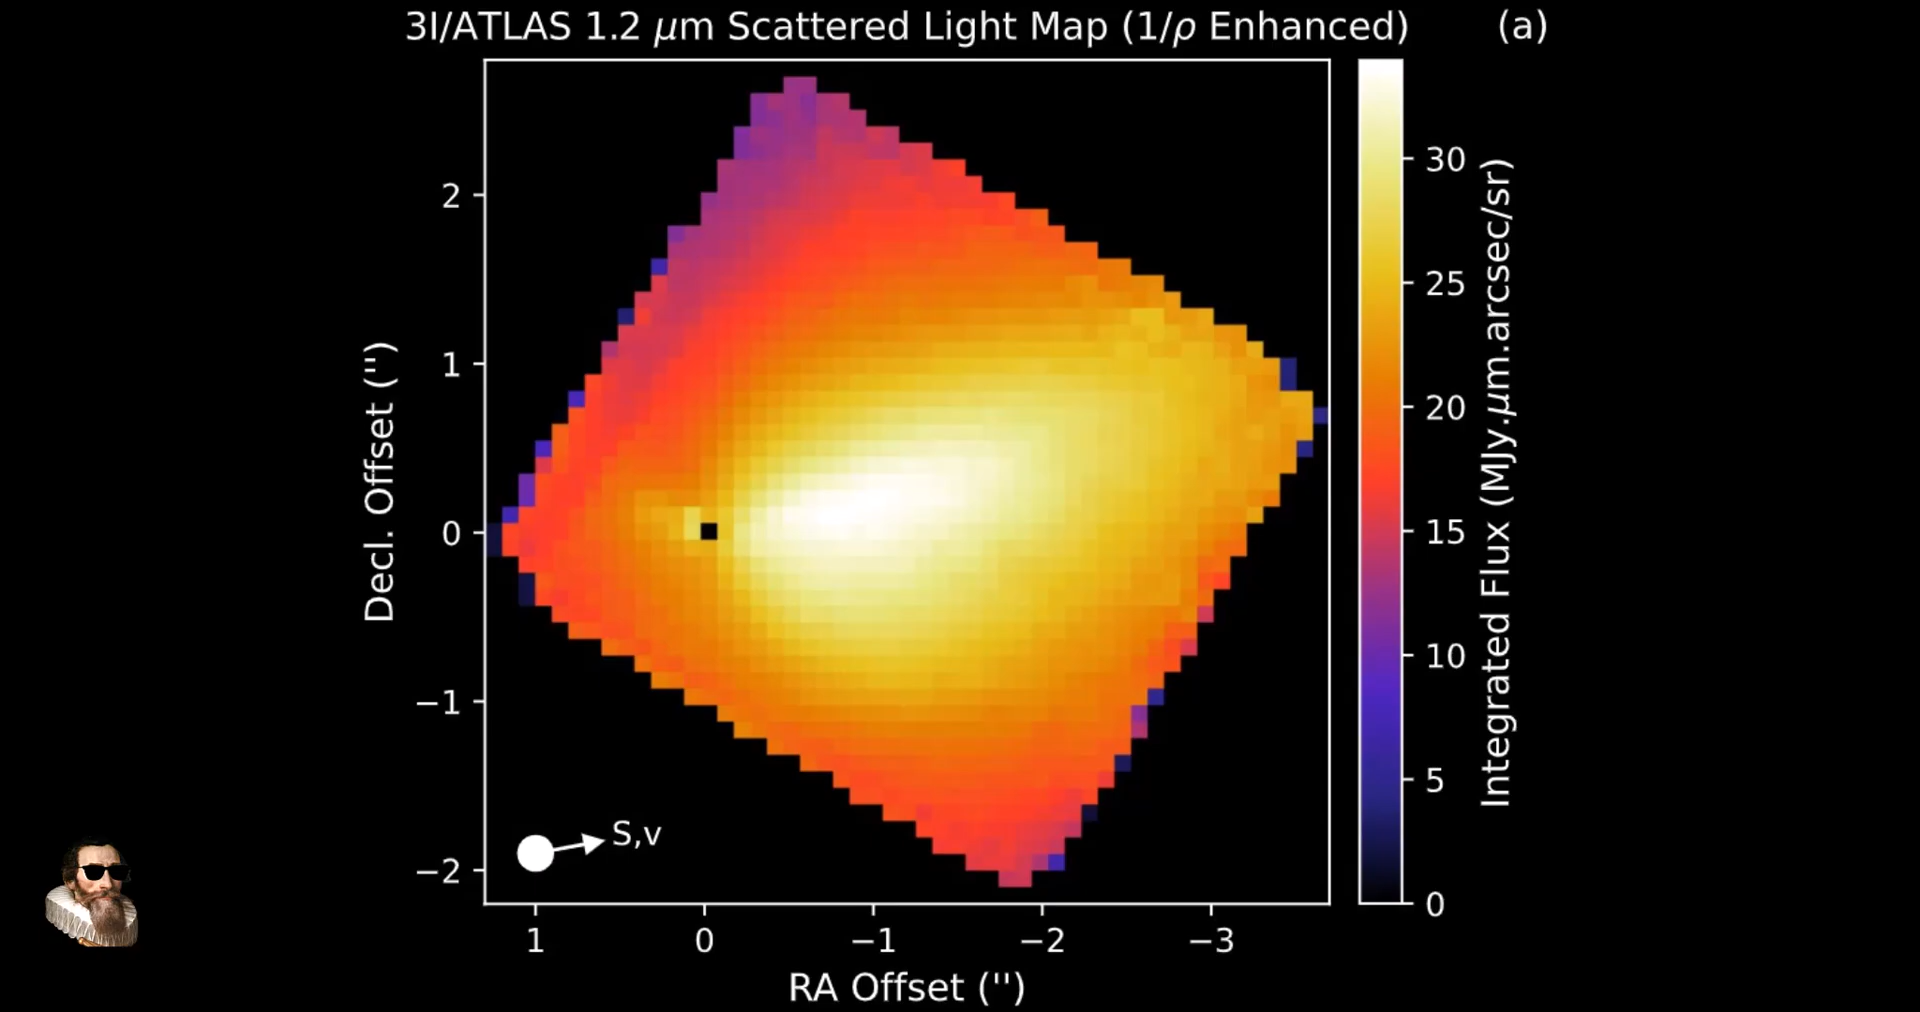 3I/ATLAS 1.2 μm Scattered Light Map (1/ρ Enhanced) (a)
Decl. Offset ('')
2
1
0
−1
−2
S,v
1 0 −1 −2 −3
RA Offset ('')
30
25
20
15
10
5
0
Integrated Flux (MJy.μm.arcsec/sr)